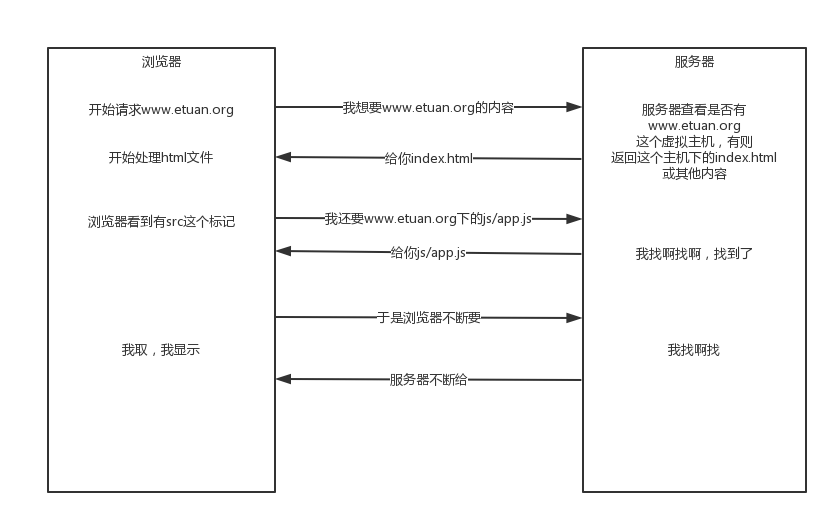 浏览器
服务器
开始请求www.etuan.org
我想要www.etuan.org的内容
服务器查看是否有
www.etuan.org
这个虚拟主机，有则
返回这个主机下的index.html
或其他内容
开始处理html文件
给你index.html
浏览器看到有src这个标记
我还要www.etuan.org下的js/app.js
给你js/app.js
我找啊找啊，找到了
于是浏览器不断要
我取，我显示
我找啊找
服务器不断给